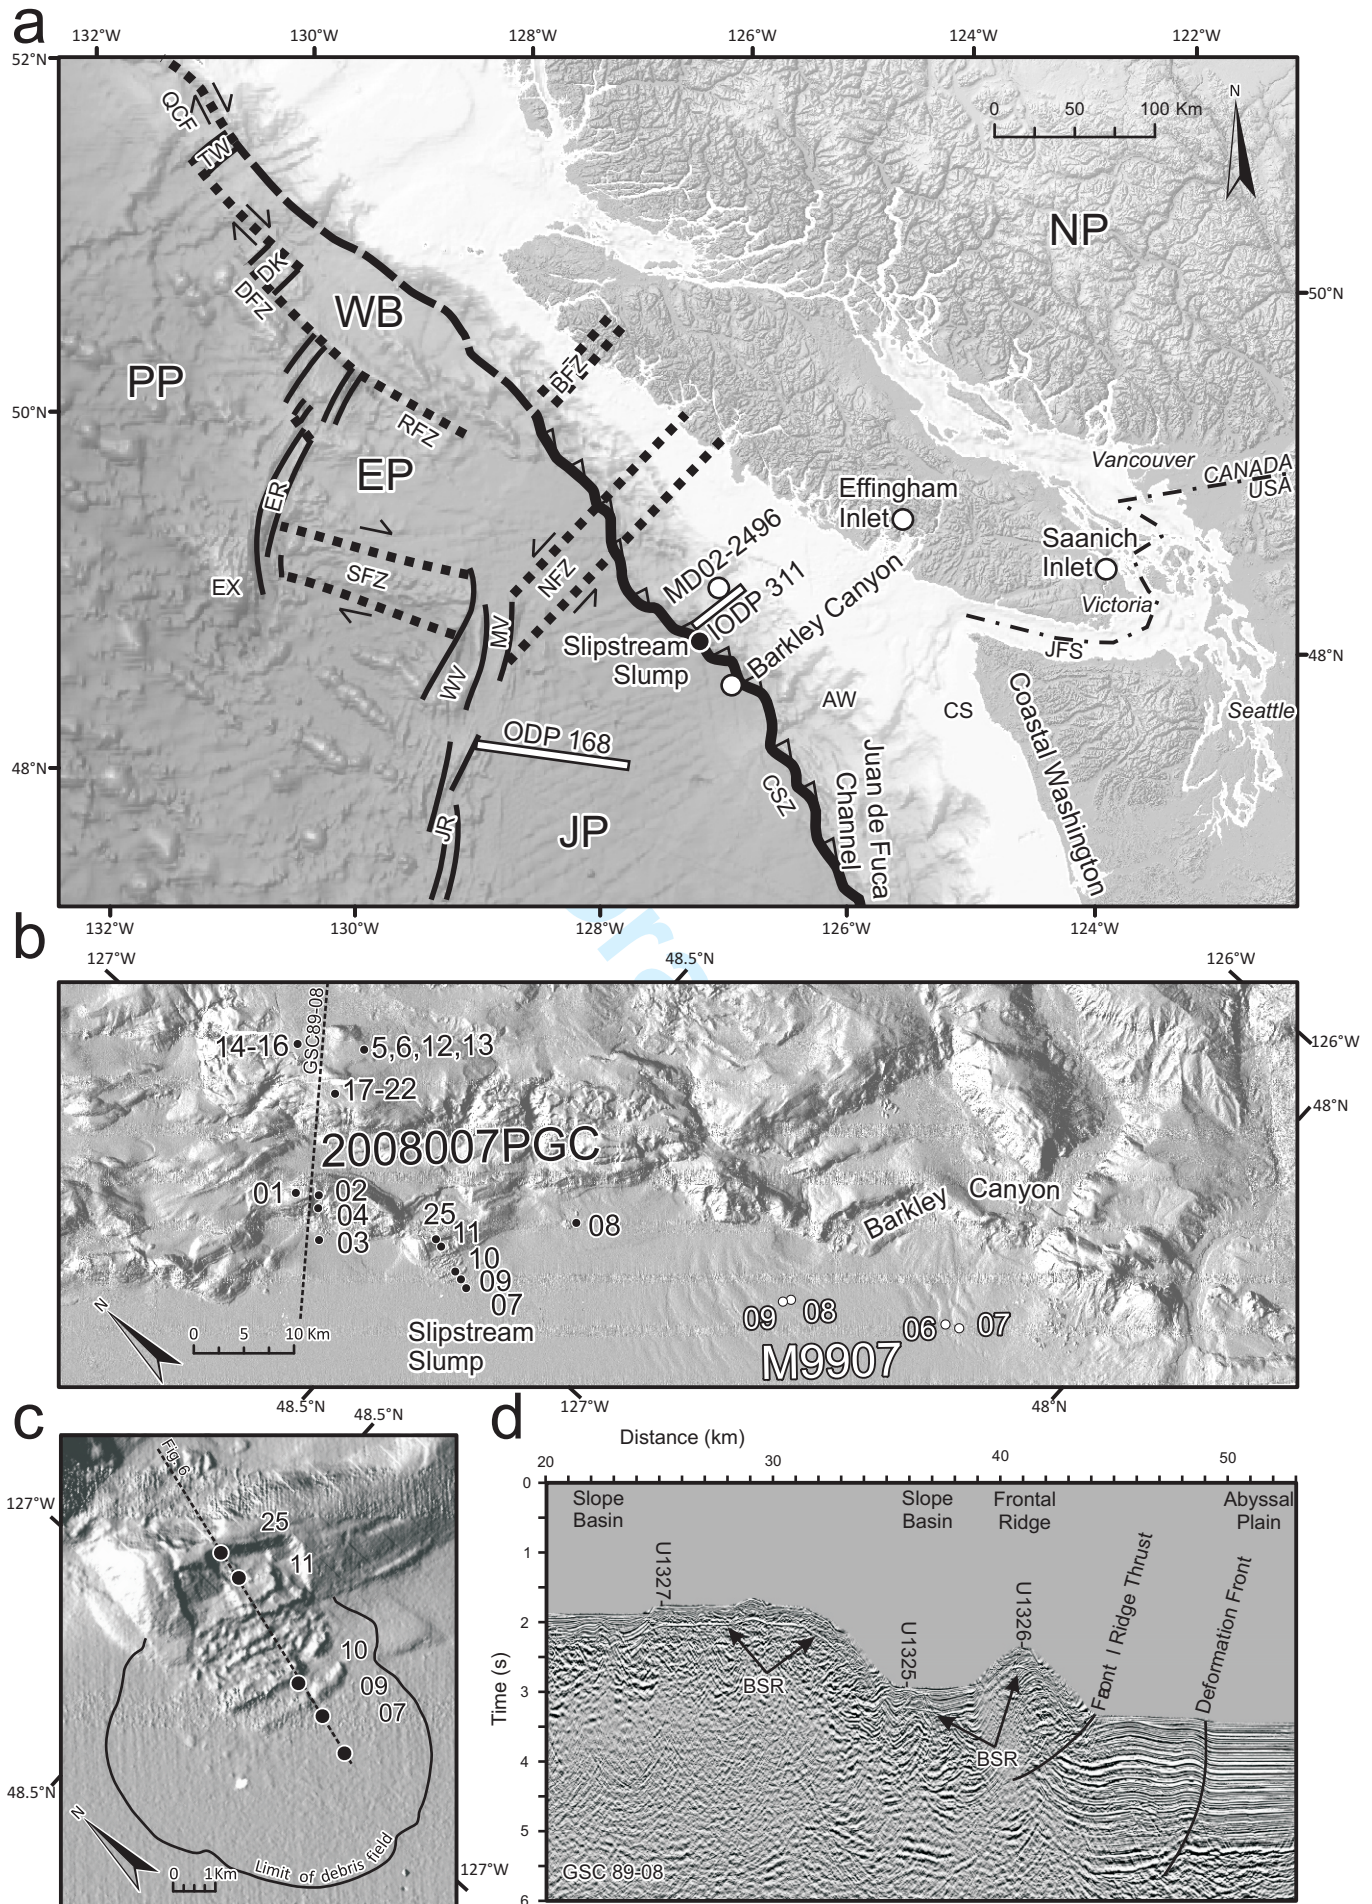 a
132°W
130°W
128°W
126°W
124°W
122°W
52°N
QCF
TW
0
50
100 Km
N
NP
DK
DFZ
WB
50°N
PP
BFZ
50°N
RFZ
EP
Vancouver
CANADA
USA
ER
Effingham
Inlet
MD02-2496
Saanich
Inlet
SFZ
NFZ
EX
IODP 311
Victoria
Barkley Canyon
MV
Slipstream
Slump
JFS
48°N
WV
AW
CS
Seattle
Coastal Washington
ODP 168
48°N
CSZ
Juan de Fuca
Channel
JR
JP
132°W
130°W
128°W
126°W
124°W
b
127°W
48.5°N
126°W
GSC89-08
14-16
5,6,12,13
126°W
17-22
48°N
2008007PGC
01
02
04
03
25
11
10
09
07
08
Barkley
Canyon
N
0
5
10 Km
Slipstream
Slump
09
08
06
07
M9907
48.5°N
127°W
48°N
c
48.5°N
Fig. 6
127°W
25
11
10
09
07
48.5°N
N
0
1Km
Limit of debris field
127°W
d
Distance (km)
20
30
40
50
0
1
2
3
4
5
6
Time (s)
Slope
Basin
Slope
Basin
Frontal
Ridge
Abyssal
Plain
U1327
U1325
U1326
Ridge Thrust
Deformation Front
BSR
BSR
GSC 89-08